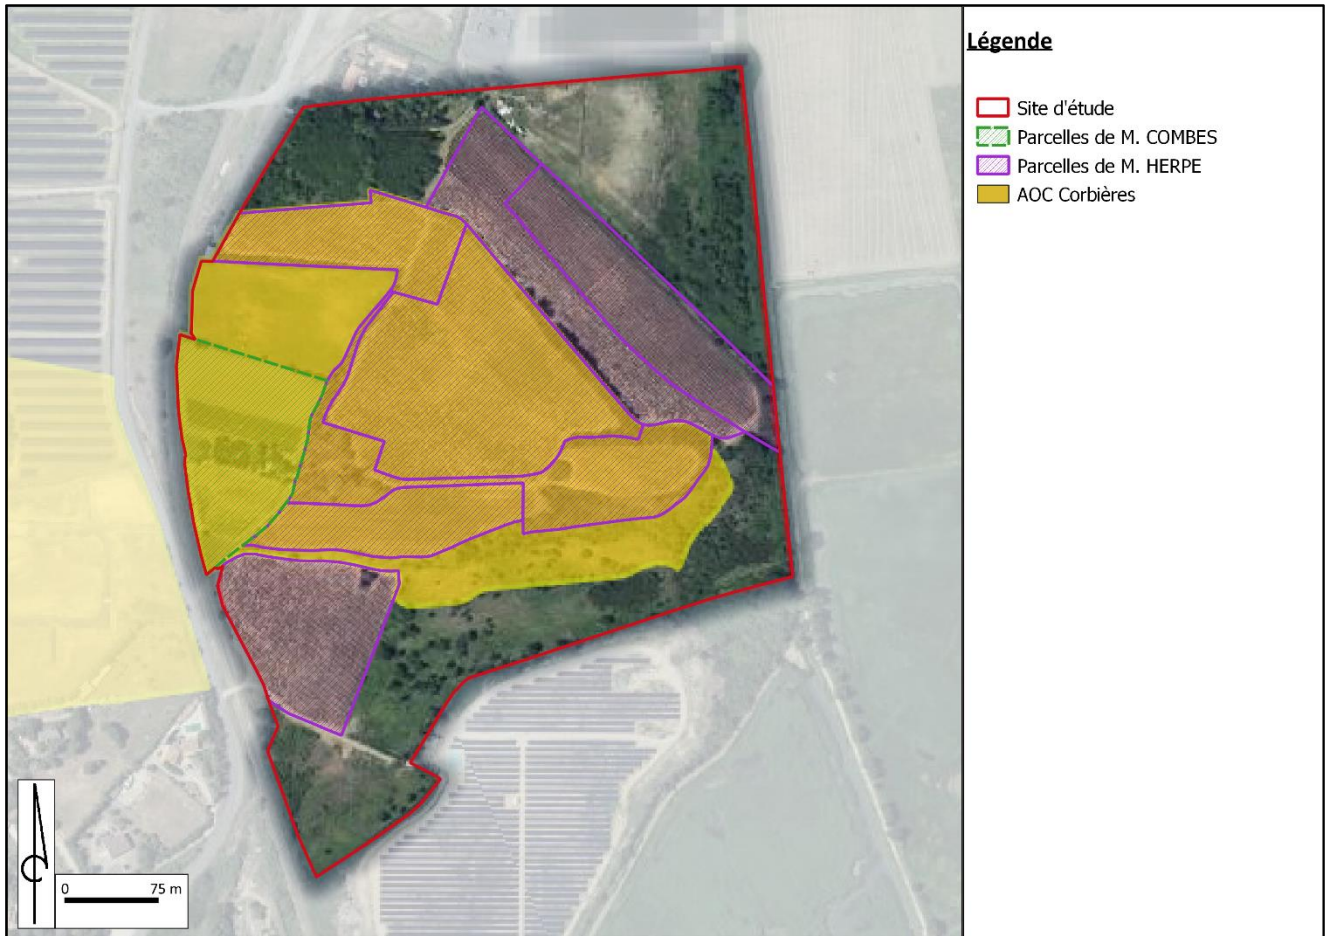 Légende
Site d'étude
Parcelles de M. COMBES
Parcelles de M. HERPE
AOC Corbières
0 75 m